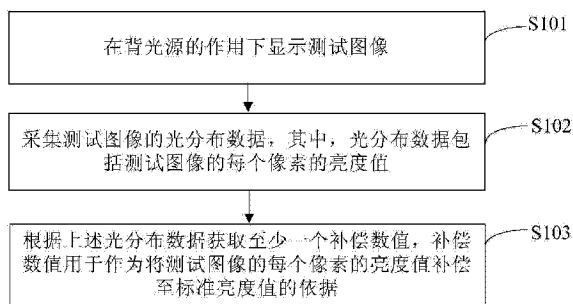 在背光源的作用下显示测试图像
S101
采集测试图像的光分布数据，其中，光分布数据包
括测试图像的每个像素的亮度值
S102
根据上述光分布数据获取至少一个补偿数值，补偿
数值用于作为将测试图像的每个像素的亮度值补偿
至标准亮度值的依据
S103